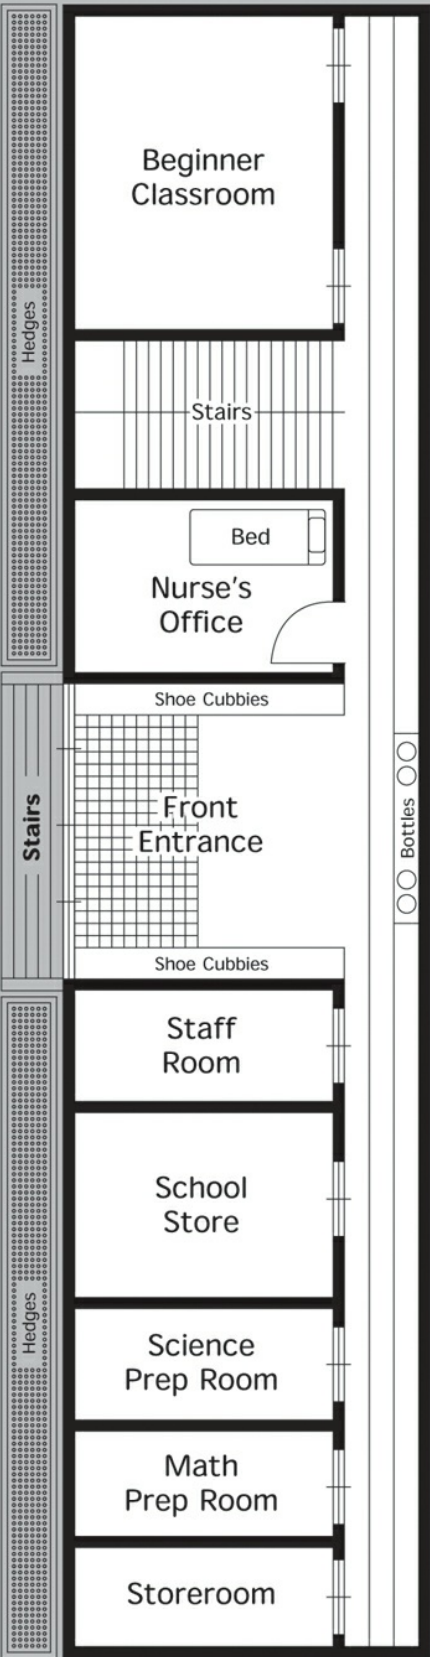 Beginner
Classroom
Hedges
Stairs
Bed
Nurse's
Office
Shoe Cubbies
Stairs
Front
Entrance
Bottles
Shoe Cubbies
Staff
Room
School
Store
Hedges
Science
Prep Room
Math
Prep Room
Storeroom